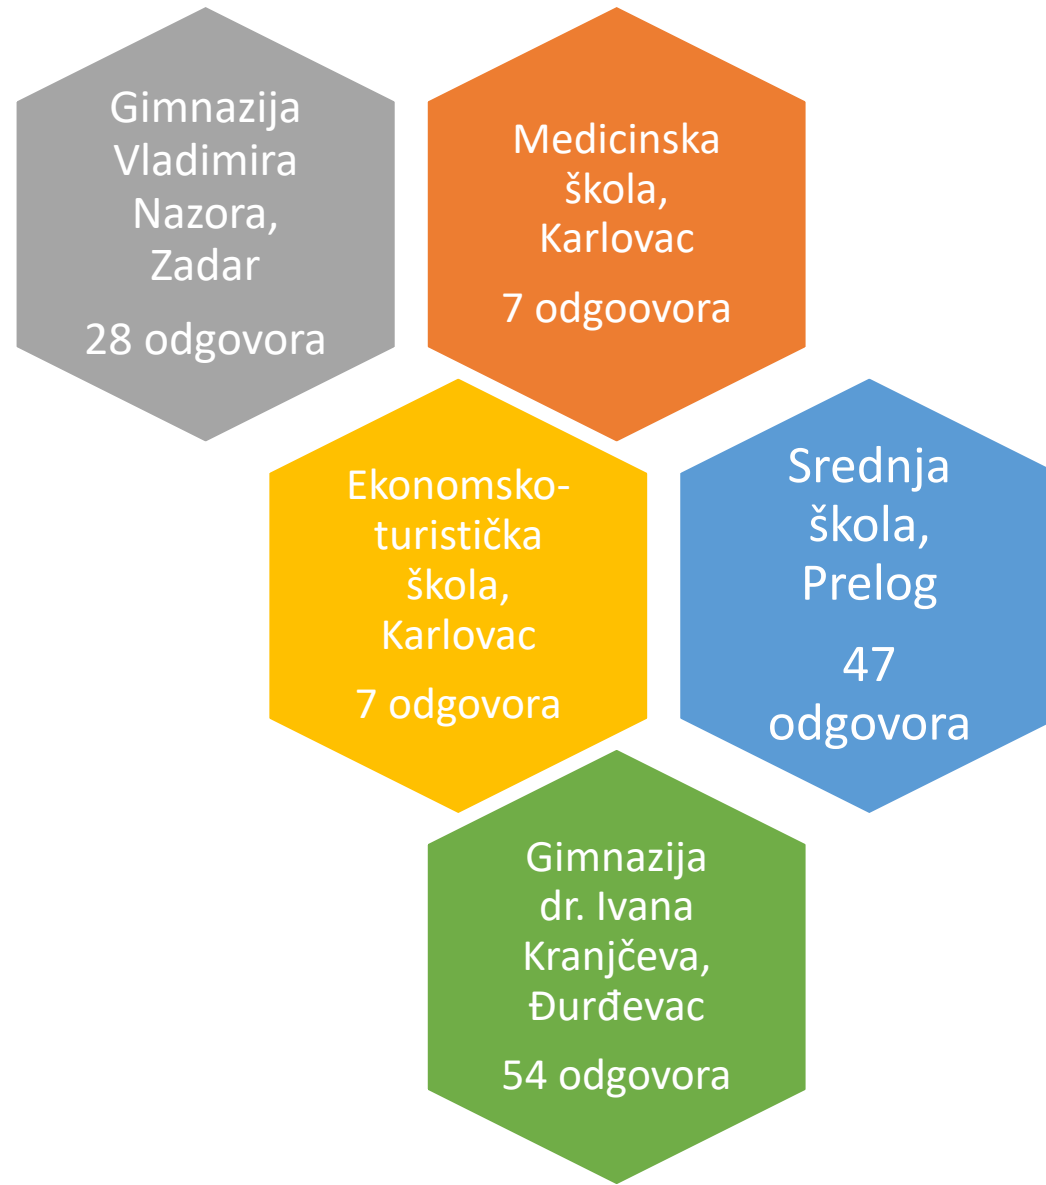 Gimnazija
Vladimira
Nazora,
Zadar
28 odgovora
Medicinska
škola,
Karlovac
7 odgoovora
Ekonomsko-
turistička
škola,
Karlovac
7 odgovora
Srednja
škola,
Prelog
47
odgovora
Gimnazija
dr. Ivana
Kranjčeva,
Đurđevac
54 odgovora